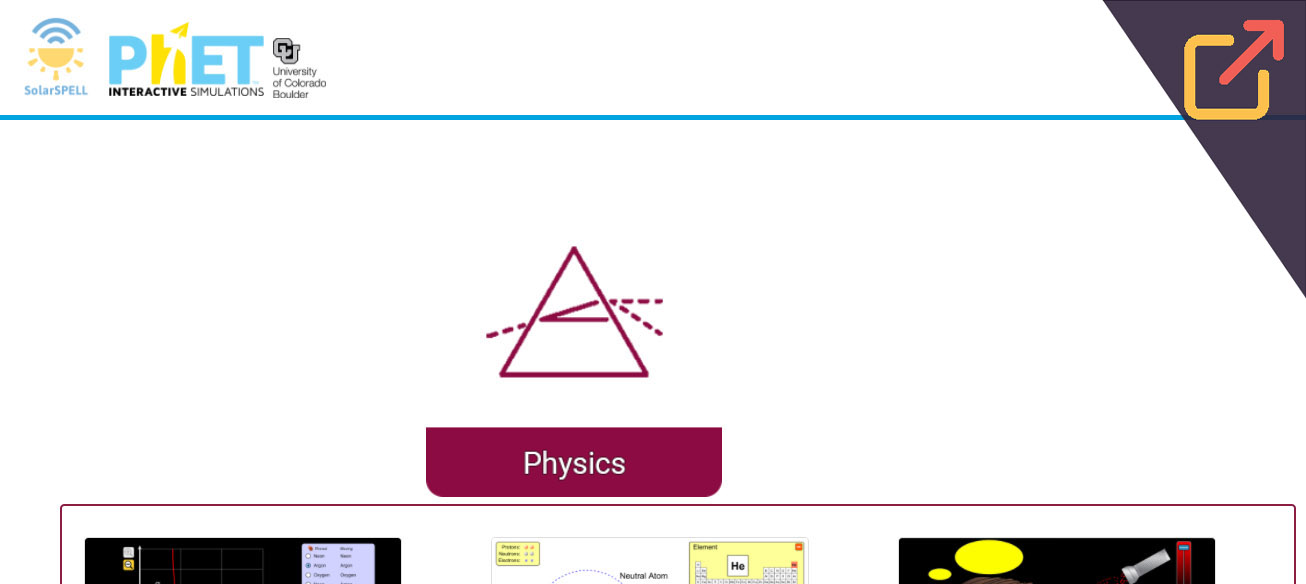 SolarSPELL
PhET
INTERACTIVE SIMULATIONS
CU
University
of Colorado
Boulder
Physics
Protons:
Neutrons:
Electrons:
Element
He
Neutral Atom
Pinned
Moving
Neon
Neon
Argon
Argon
Oxygen
Oxygen